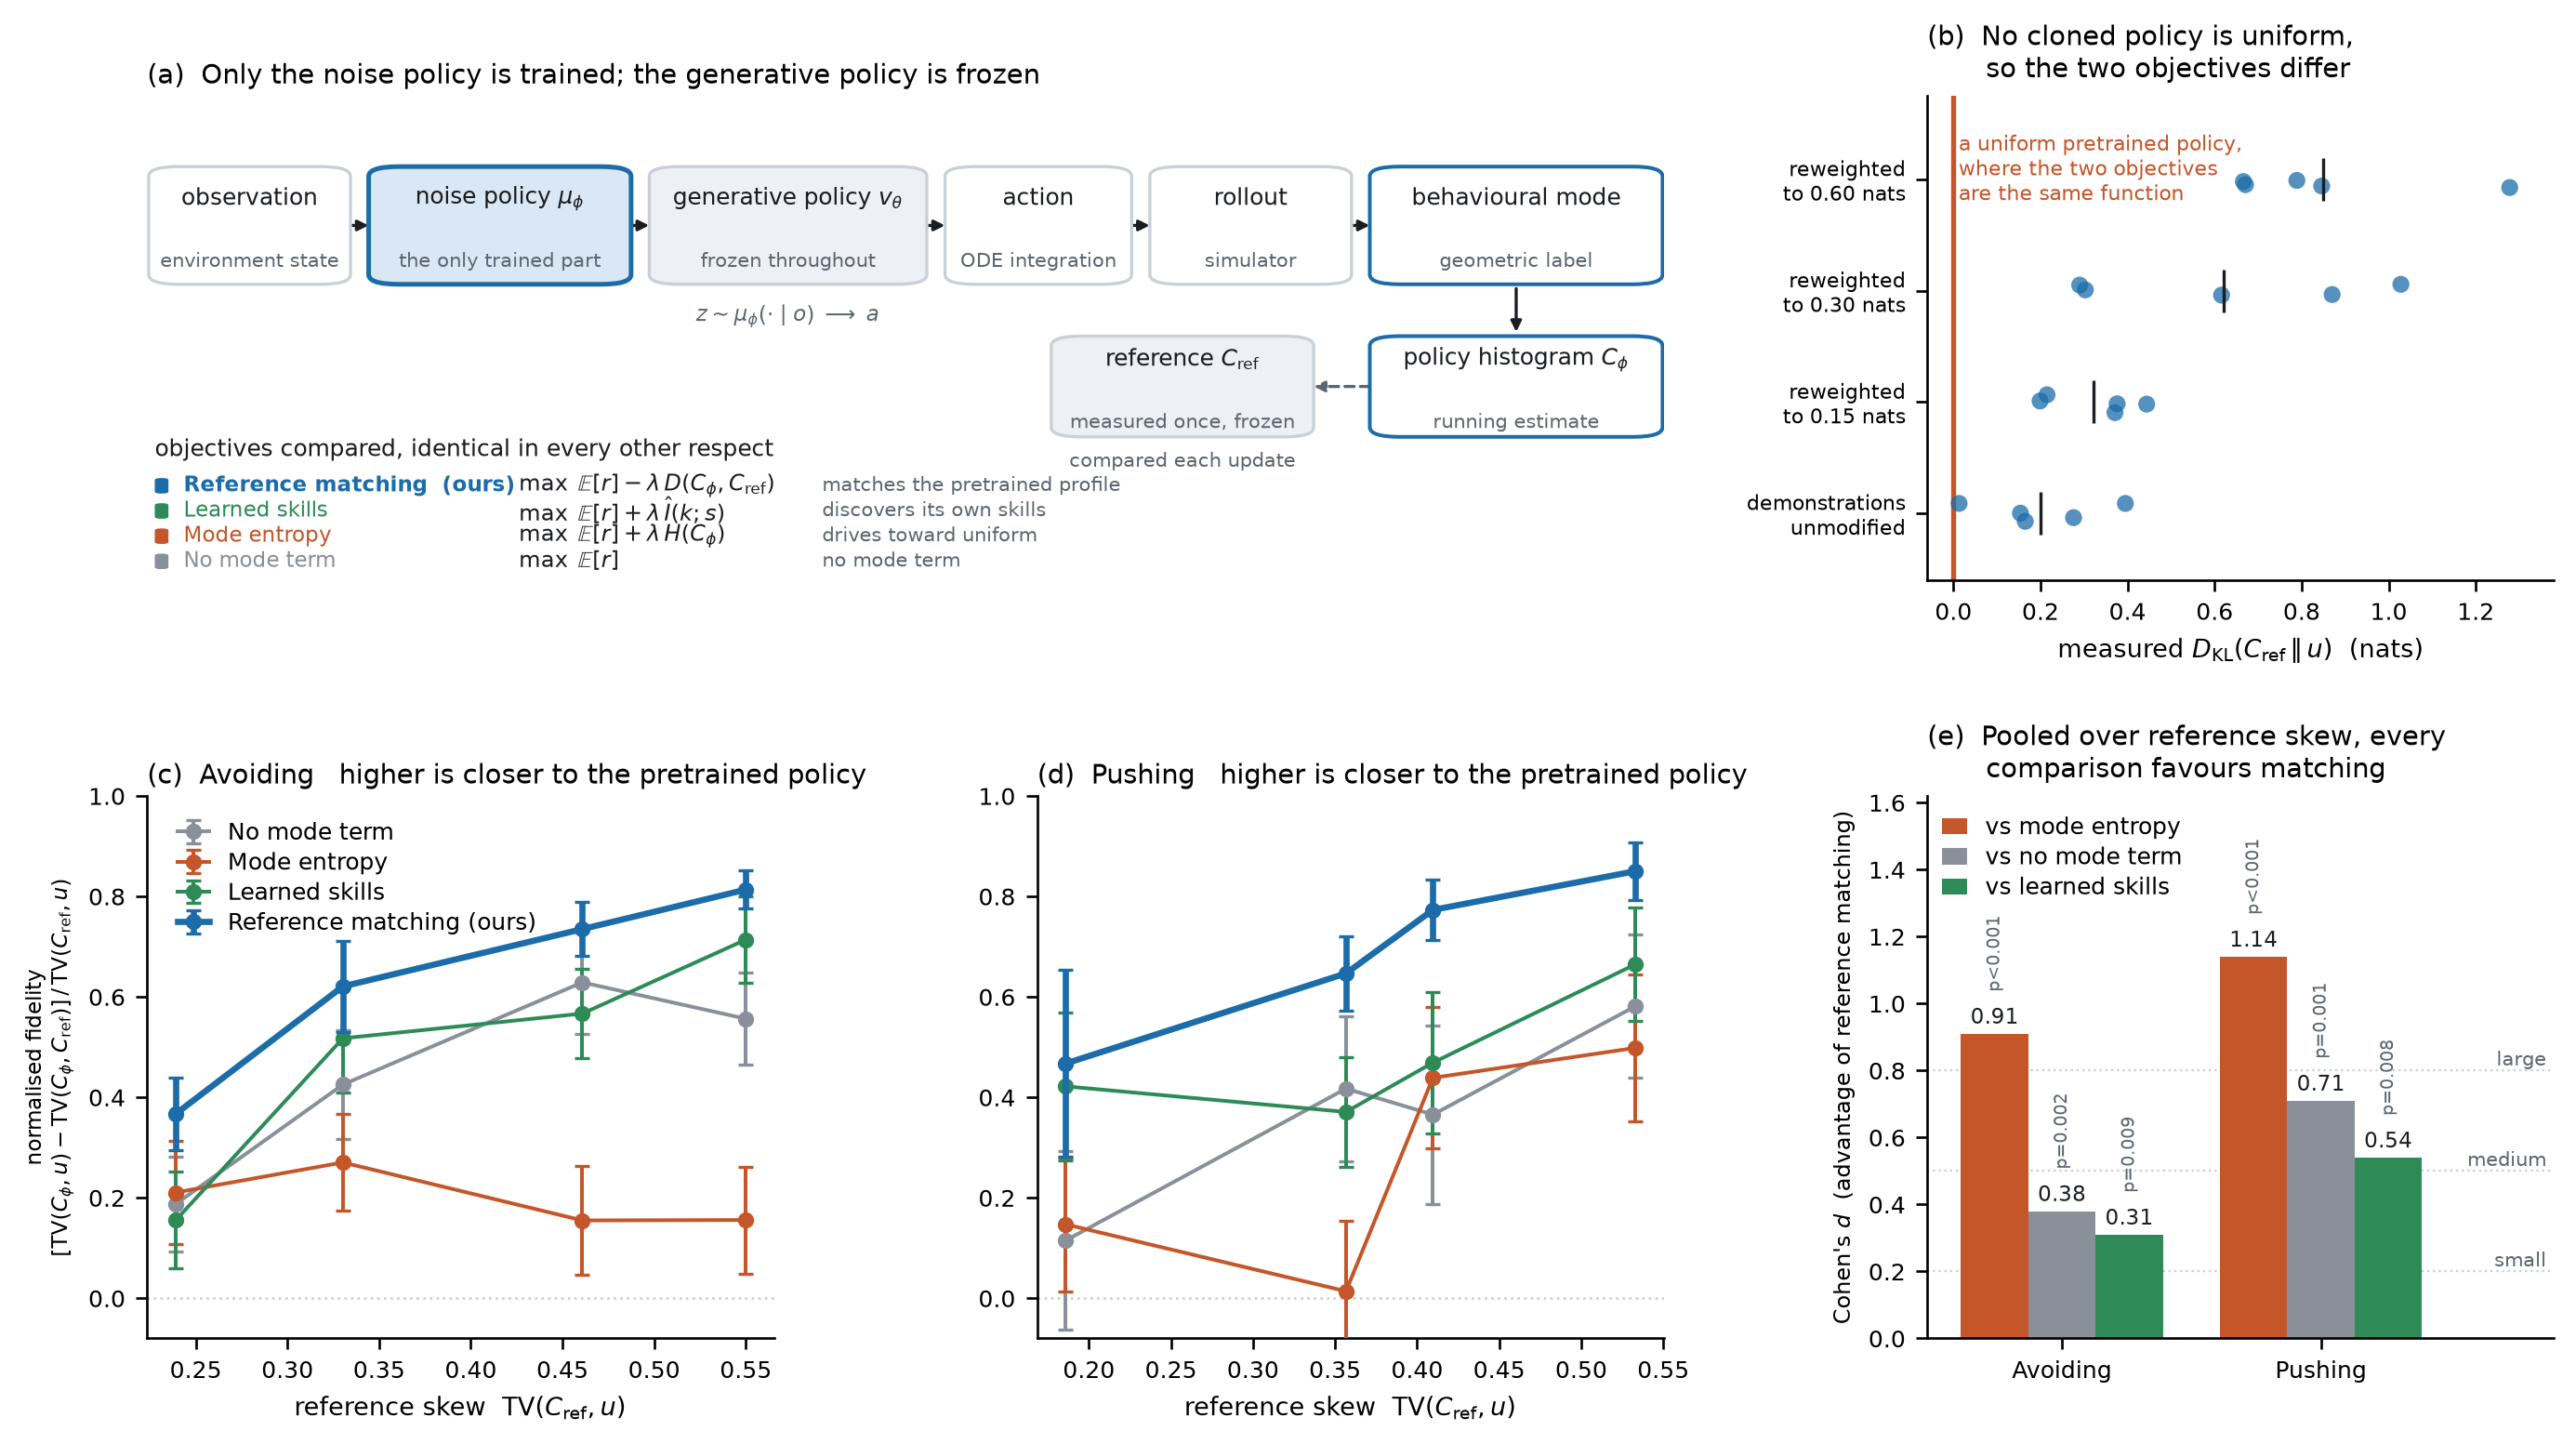 (a) Only the noise policy is trained; the generative policy is frozen
observation
environment state
noise policy μ_ϕ
the only trained part
generative policy v_θ
frozen throughout
action
ODE integration
rollout
simulator
behavioural mode
geometric label
z ∼ μ_ϕ(· | o) ⟶ a
reference C_ref
measured once, frozen
policy histogram C_ϕ
running estimate
compared each update
objectives compared, identical in every other respect
Reference matching (ours) max 𝔼[r] − λ D(C_ϕ, C_ref) matches the pretrained profile
Learned skills max 𝔼[r] + λ Î(k; s) discovers its own skills
Mode entropy max 𝔼[r] + λ H(C_ϕ) drives toward uniform
No mode term max 𝔼[r] no mode term
(b) No cloned policy is uniform,
so the two objectives differ
a uniform pretrained policy,
where the two objectives
are the same function
reweighted
to 0.60 nats
reweighted
to 0.30 nats
reweighted
to 0.15 nats
demonstrations
unmodified
0.0 0.2 0.4 0.6 0.8 1.0 1.2
measured D_KL(C_ref ∥ u) (nats)
(c) Avoiding higher is closer to the pretrained policy
No mode term
Mode entropy
Learned skills
Reference matching (ours)
normalised fidelity
[TV(C_ϕ, u) − TV(C_ϕ, C_ref)] / TV(C_ref, u)
1.0
0.8
0.6
0.4
0.2
0.0
0.25 0.30 0.35 0.40 0.45 0.50 0.55
reference skew TV(C_ref, u)
(d) Pushing higher is closer to the pretrained policy
1.0
0.8
0.6
0.4
0.2
0.0
0.20 0.25 0.30 0.35 0.40 0.45 0.50 0.55
reference skew TV(C_ref, u)
(e) Pooled over reference skew, every
comparison favours matching
vs mode entropy
vs no mode term
vs learned skills
Cohen's d (advantage of reference matching)
1.6
1.4
1.2
1.0
0.8
0.6
0.4
0.2
0.0
0.91
p<0.001
0.38
p=0.002
0.31
p=0.009
1.14
p<0.001
0.71
p=0.001
0.54
p=0.008
large
medium
small
Avoiding
Pushing